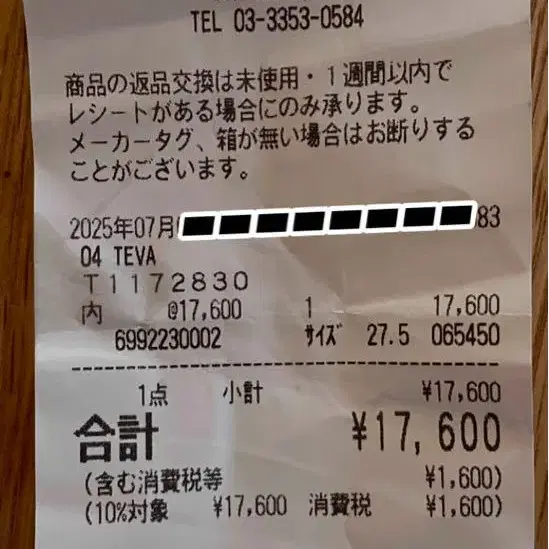 TEL 03-3353-0584
商品の返品交換は未使用・1週間以内で
レシートがある場合にのみ承ります。
メーカータグ、箱が無い場合はお断りする
ことがございます。
2025年07月 83
04 TEVA
T1172830
内 @17,600 1 17,600
6992230002 ｻｲｽﾞ 27.5 065450
1点 小計 ¥17,600
合計 ¥17,600
(含む消費税等 ¥1,600)
(10%対象 ¥17,600 消費税 ¥1,600)